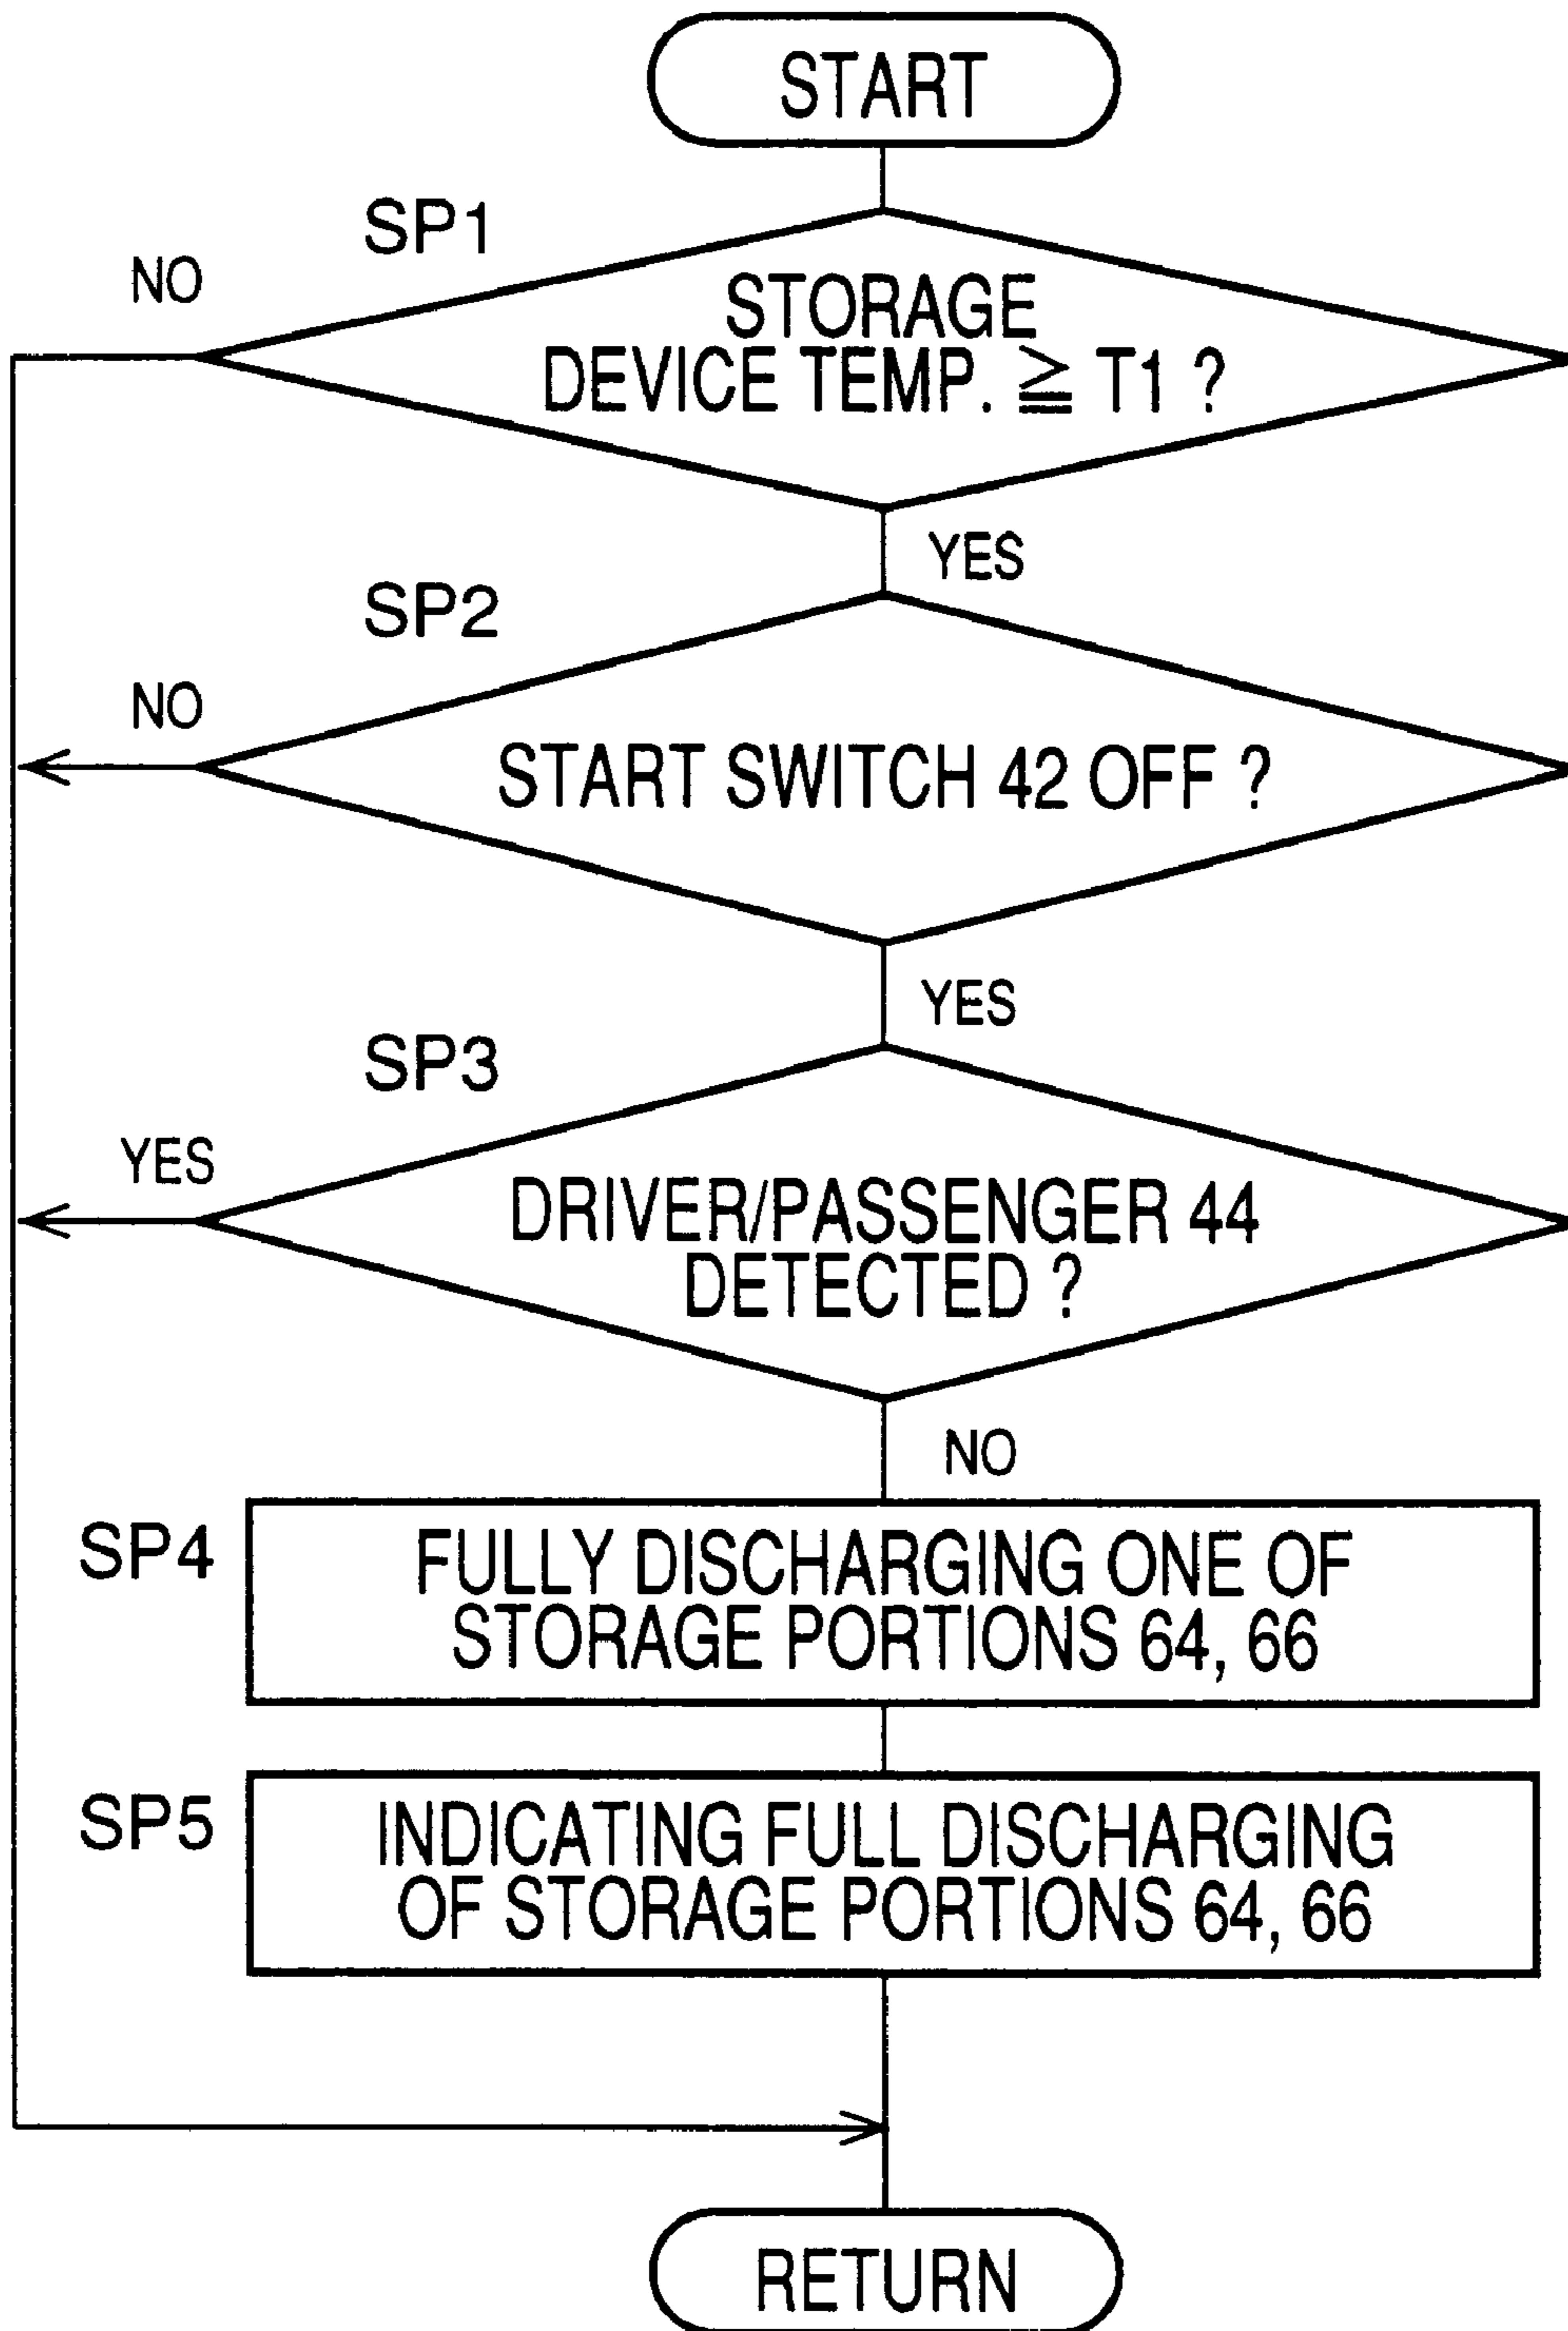 START
SP1
NO
STORAGE
DEVICE TEMP. ≧ T1 ?
YES
SP2
NO
START SWITCH 42 OFF ?
YES
SP3
YES
DRIVER/PASSENGER 44
DETECTED ?
NO
SP4
FULLY DISCHARGING ONE OF
STORAGE PORTIONS 64, 66
SP5
INDICATING FULL DISCHARGING
OF STORAGE PORTIONS 64, 66
RETURN